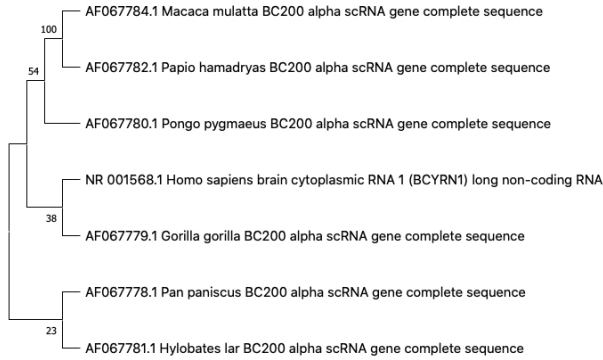 AF067784.1 Macaca mulatta BC200 alpha scRNA gene complete sequence
100
AF067782.1 Papio hamadryas BC200 alpha scRNA gene complete sequence
54
AF067780.1 Pongo pygmaeus BC200 alpha scRNA gene complete sequence
NR 001568.1 Homo sapiens brain cytoplasmic RNA 1 (BCYRN1) long non-coding RNA
38
AF067779.1 Gorilla gorilla BC200 alpha scRNA gene complete sequence
AF067778.1 Pan paniscus BC200 alpha scRNA gene complete sequence
23
AF067781.1 Hylobates lar BC200 alpha scRNA gene complete sequence